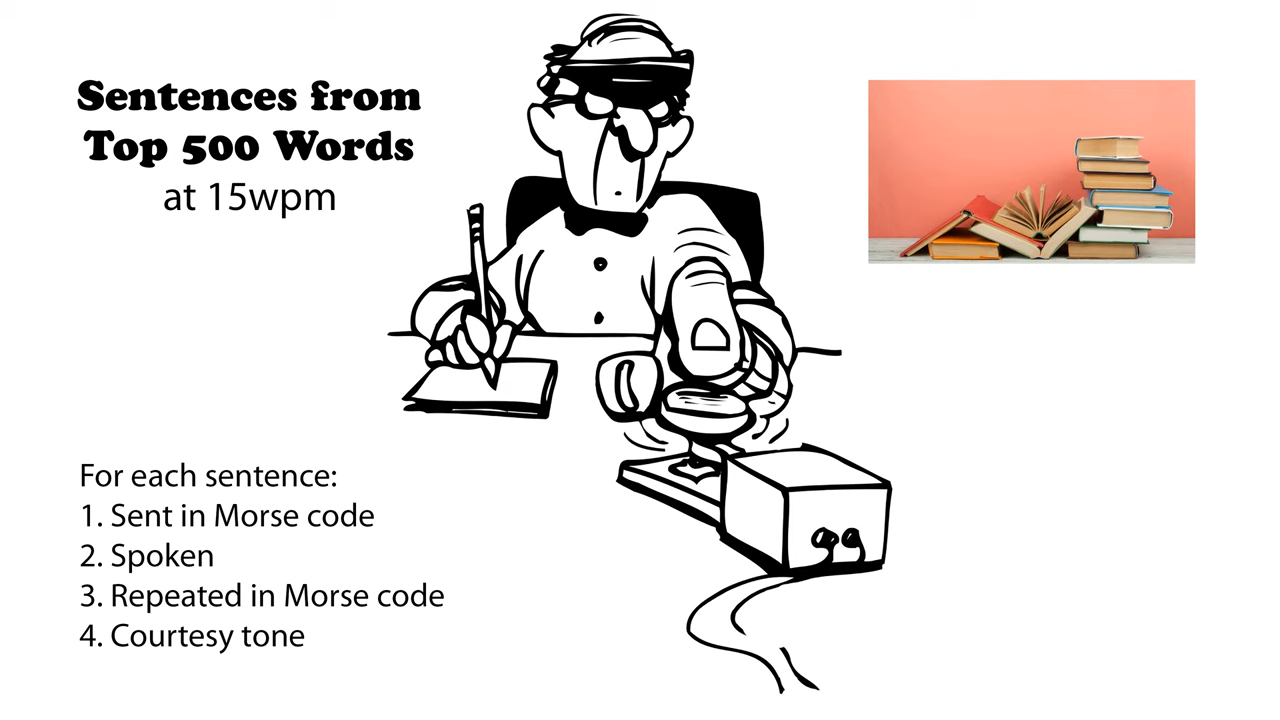 Sentences from
Top 500 Words
at 15wpm
For each sentence:
1. Sent in Morse code
2. Spoken
3. Repeated in Morse code
4. Courtesy tone